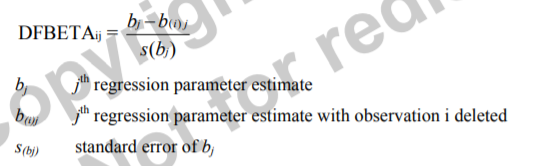 DFBETAij = bj – b(i)j / s(bj)
bj jth regression parameter estimate
b(i)j jth regression parameter estimate with observation i deleted
s(bj) standard error of bj